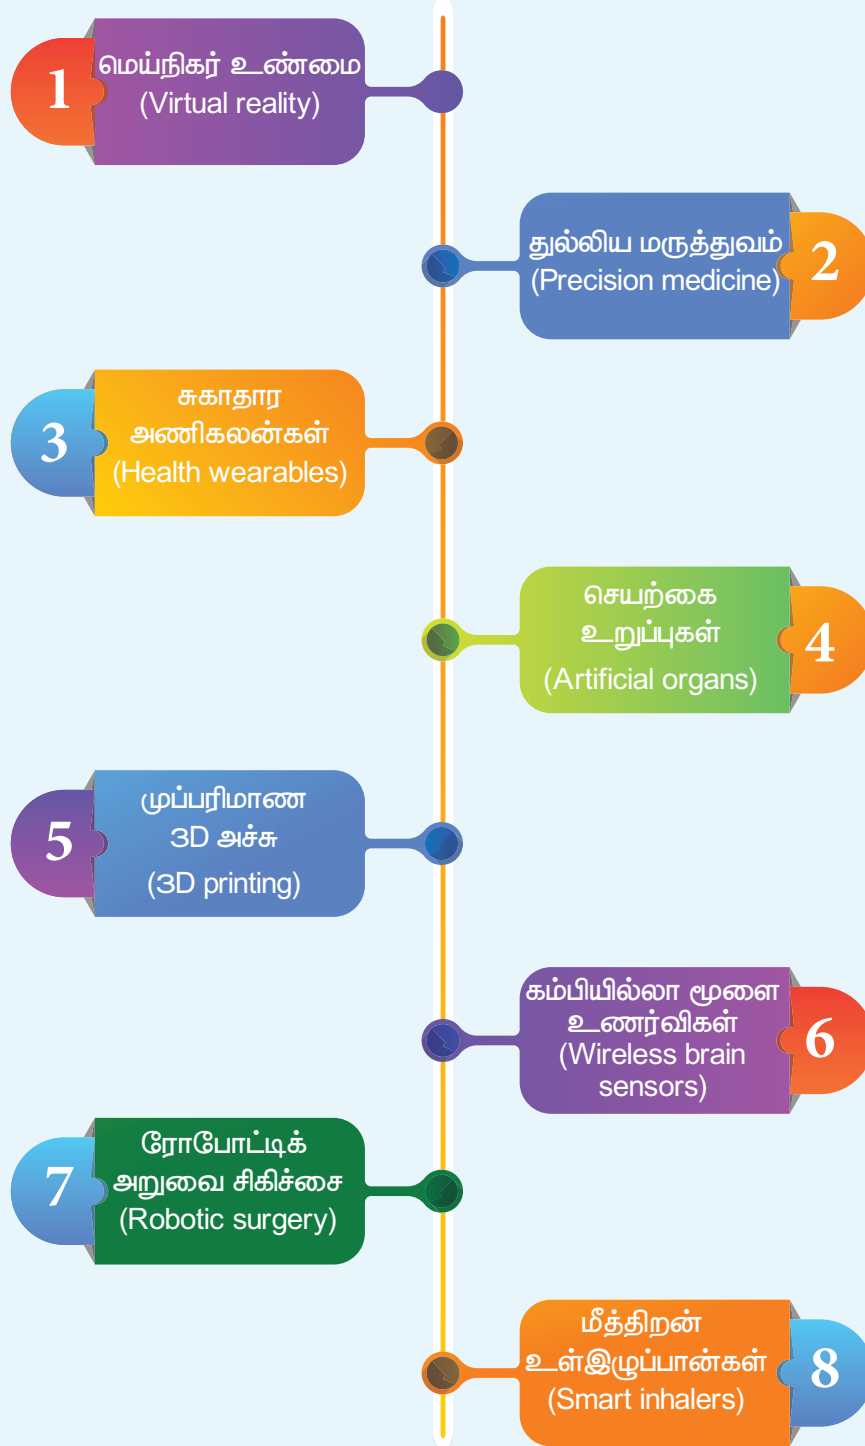 1
மெய்நிகர் உண்மை
(Virtual reality)
துல்லிய மருத்துவம்
(Precision medicine)
2
3
சுகாதார
அணிகலன்கள்
(Health wearables)
செயற்கை
உறுப்புகள்
(Artificial organs)
4
5
முப்பரிமாண
3D அச்சு
(3D printing)
கம்பியில்லா மூளை
உணர்விகள்
(Wireless brain
sensors)
6
7
ரோபோட்டிக்
அறுவை சிகிச்சை
(Robotic surgery)
மீத்திறன்
உள்இழுப்பான்கள்
(Smart inhalers)
8